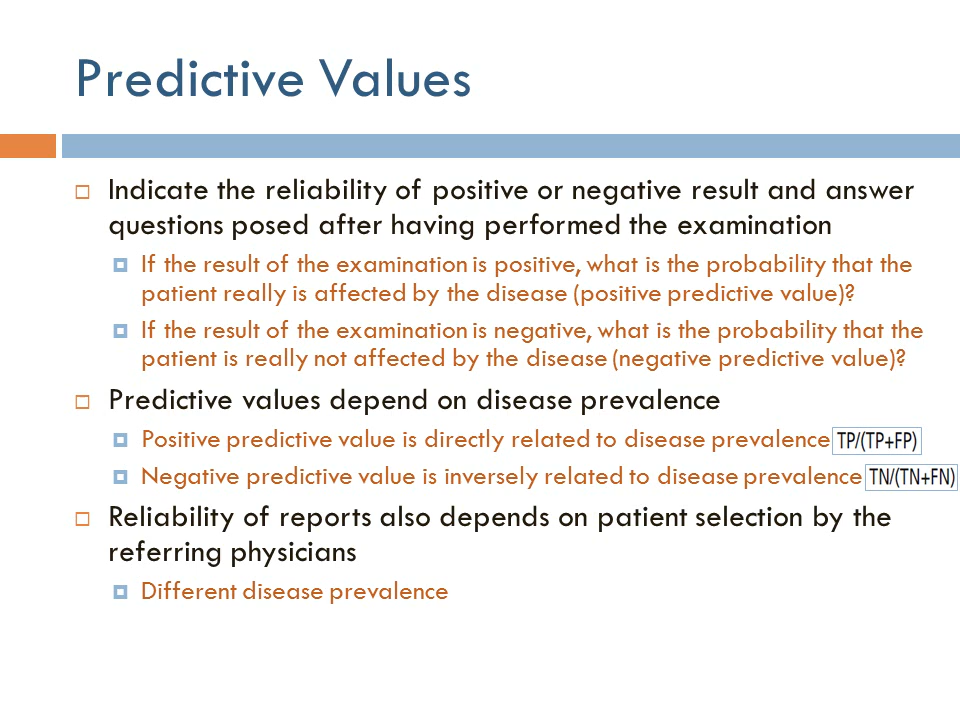 Predictive Values
Indicate the reliability of positive or negative result and answer
questions posed after having performed the examination
If the result of the examination is positive, what is the probability that the
patient really is affected by the disease (positive predictive value)?
If the result of the examination is negative, what is the probability that the
patient is really not affected by the disease (negative predictive value)?
Predictive values depend on disease prevalence
Positive predictive value is directly related to disease prevalence TP/(TP+FP)
Negative predictive value is inversely related to disease prevalence TN/(TN+FN)
Reliability of reports also depends on patient selection by the
referring physicians
Different disease prevalence